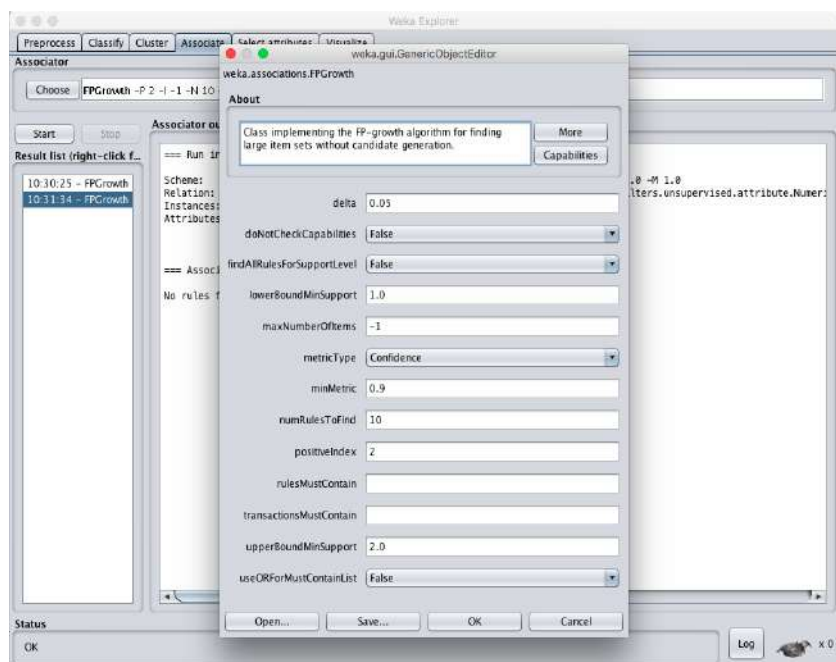 Weka Explorer
Preprocess Classify Cluster Associate Select attributes Visualize
Associator
Choose FPGrowth -P 2 -I -1 -N 10
Start Stop
Result list (right-click f...
10:30:25 - FPGrowth
10:31:34 - FPGrowth
Associator ou
=== Run in
Scheme: .0 -M 1.0
Relation: lters.unsupervised.attribute.Numeri
Instances:
Attributes
=== Associ
No rules f
weka.gui.GenericObjectEditor
weka.associations.FPGrowth
About
Class implementing the FP-growth algorithm for finding
large item sets without candidate generation.
More
Capabilities
delta 0.05
doNotCheckCapabilities False
findAllRulesForSupportLevel False
lowerBoundMinSupport 1.0
maxNumberOfItems -1
metricType Confidence
minMetric 0.9
numRulesToFind 10
positiveIndex 2
rulesMustContain
transactionsMustContain
upperBoundMinSupport 2.0
useORForMustContainList False
Open... Save... OK Cancel
Status
OK
Log x 0